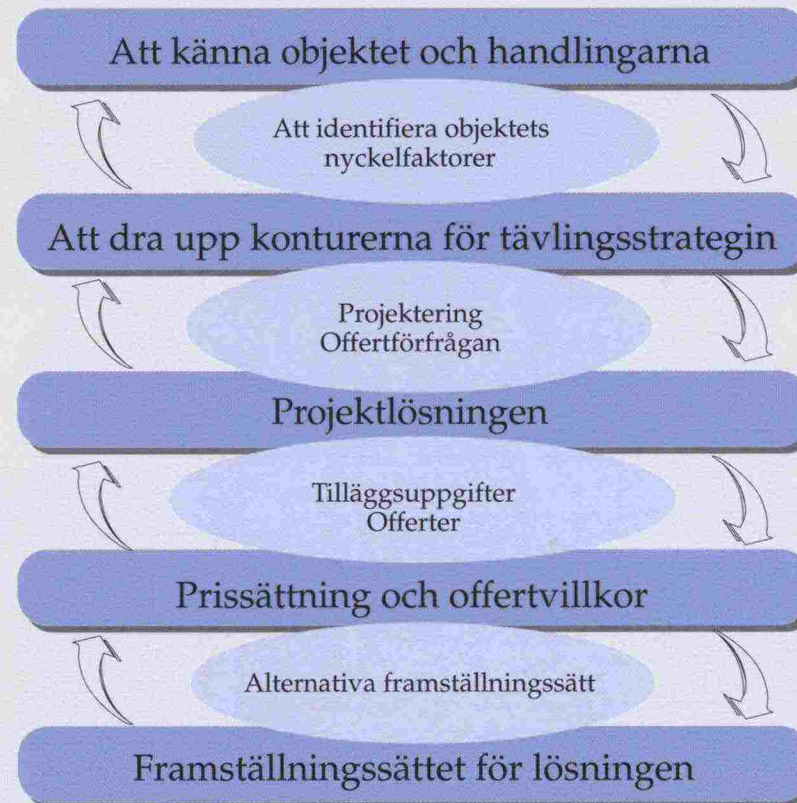 Att känna objektet och handlingarna
Att identifiera objektets
nyckelfaktorer
Att dra upp konturerna för tävlingsstrategin
Projektering
Offertförfrågan
Projektlösningen
Tilläggsuppgifter
Offerter
Prissättning och offertvillkor
Alternativa framställningssätt
Framställningssättet för lösningen